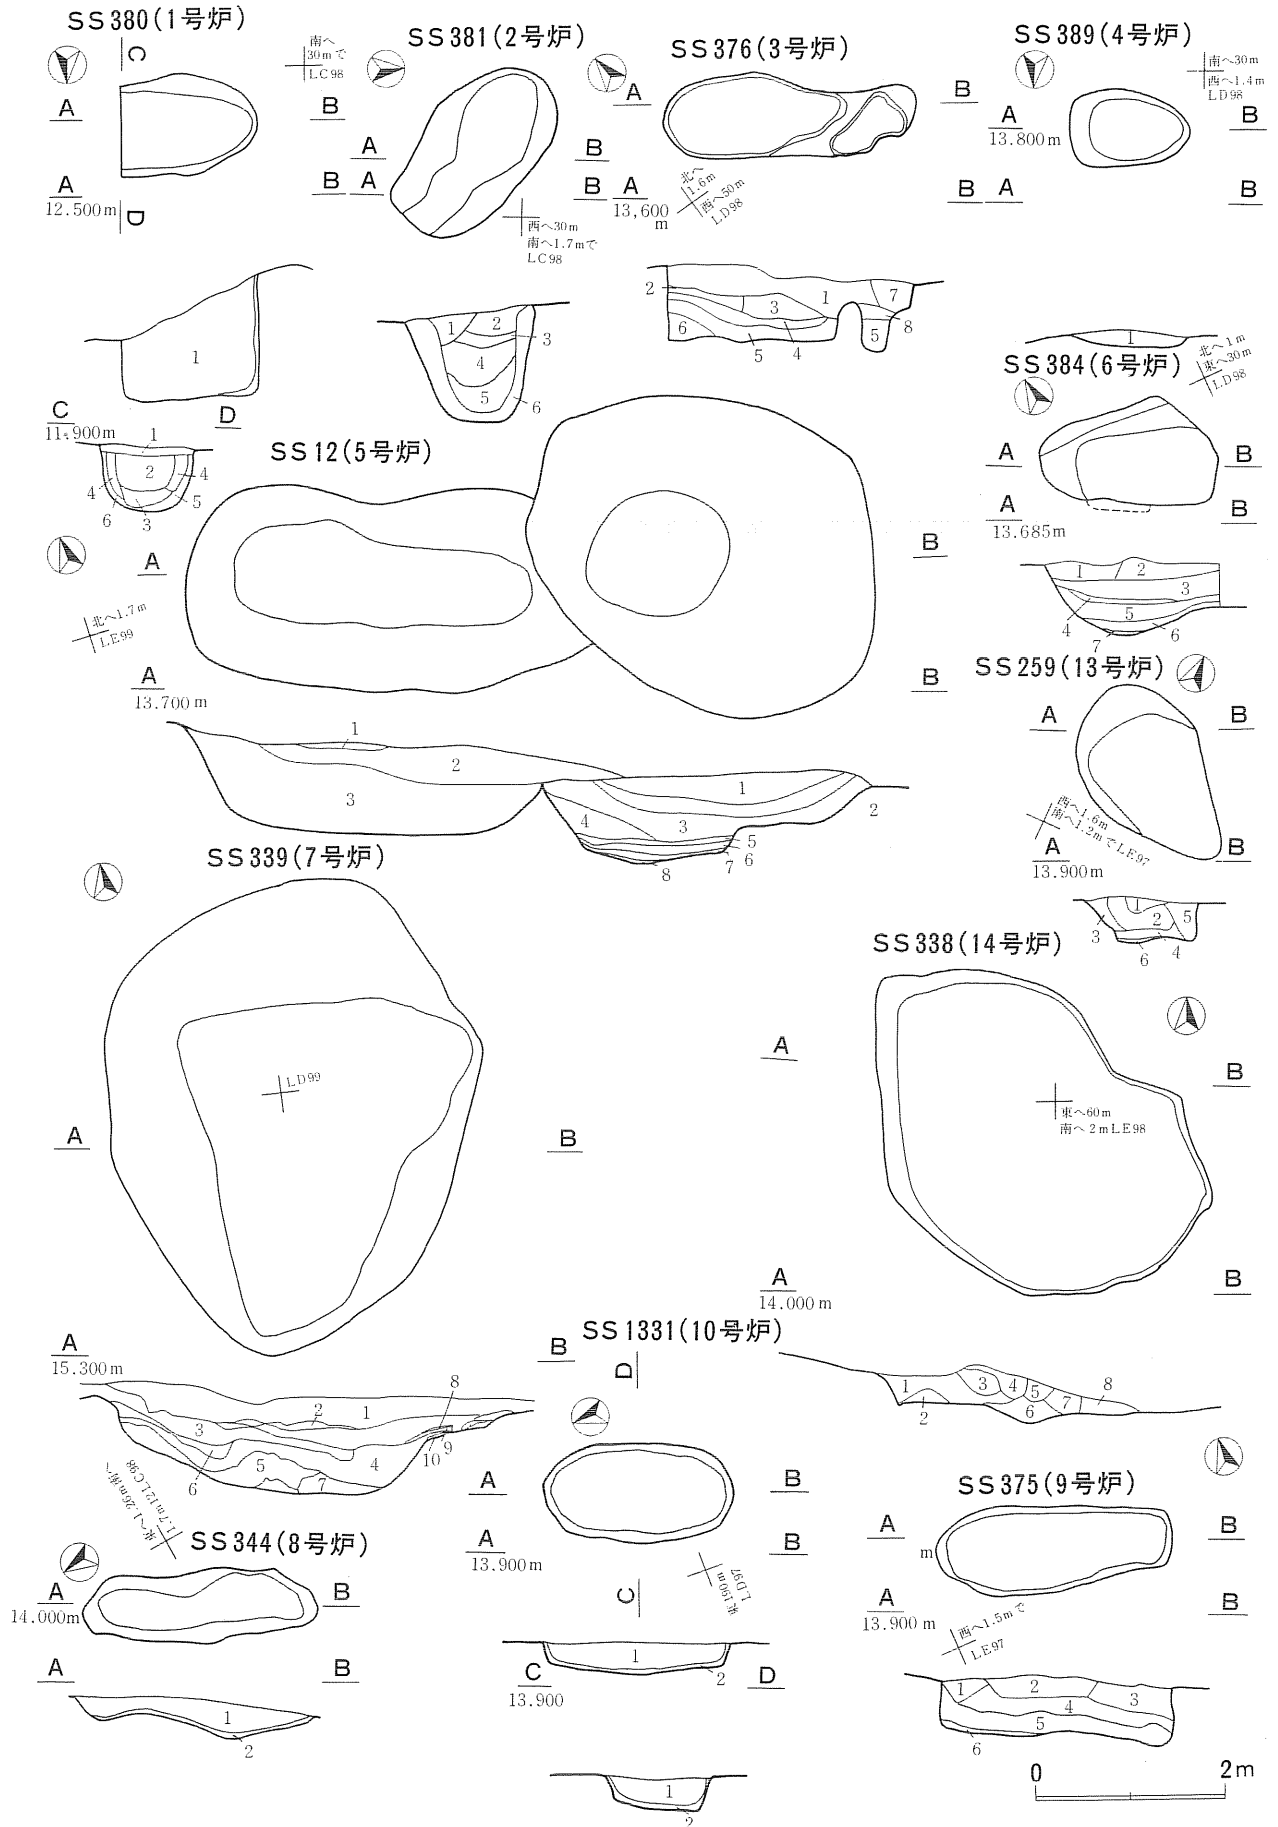 SS380(1号炉)
C
A
B
A
12.500m
D
B
南へ
30mで
LC98
1
C
11.900m
D
1
2
4
4
5
6
3
SS381(2号炉)
A
B
A
B
西へ30m
南へ1.7mで
LC98
1
2
3
4
5
6
SS376(3号炉)
A
B
A
13,600
m
B
北へ
1.6m
西へ50m
LD98
2
1
7
3
6
5
4
5
8
SS389(4号炉)
南へ30m
西へ1.4m
LD98
A
13.800m
B
A
B
1
SS384(6号炉)
北へ1m
東へ30m
LD98
A
B
A
13.685m
B
1
2
3
4
5
6
7
SS12(5号炉)
A
B
北へ1.7m
LE99
A
13.700m
B
1
2
3
1
2
3
4
5
6
7
8
SS259(13号炉)
A
B
西へ1.6m
南へ1.2mでLE97
A
13.900m
B
1
2
5
3
4
6
SS339(7号炉)
LD99
A
B
A
15.300m
B
8
1
2
3
4
5
6
7
9
10
SS338(14号炉)
A
B
東へ60m
南へ2mLE98
A
14.000m
B
1
2
3
4
5
6
7
8
SS344(8号炉)
A
14.000m
B
A
B
1
2
SS1331(10号炉)
D
A
B
A
13.900m
B
LD97
C
1
2
C
13.900
D
1
2
SS375(9号炉)
A
B
m
A
13.900m
B
西へ1.5mで
LE97
1
2
3
4
5
6
0
2m